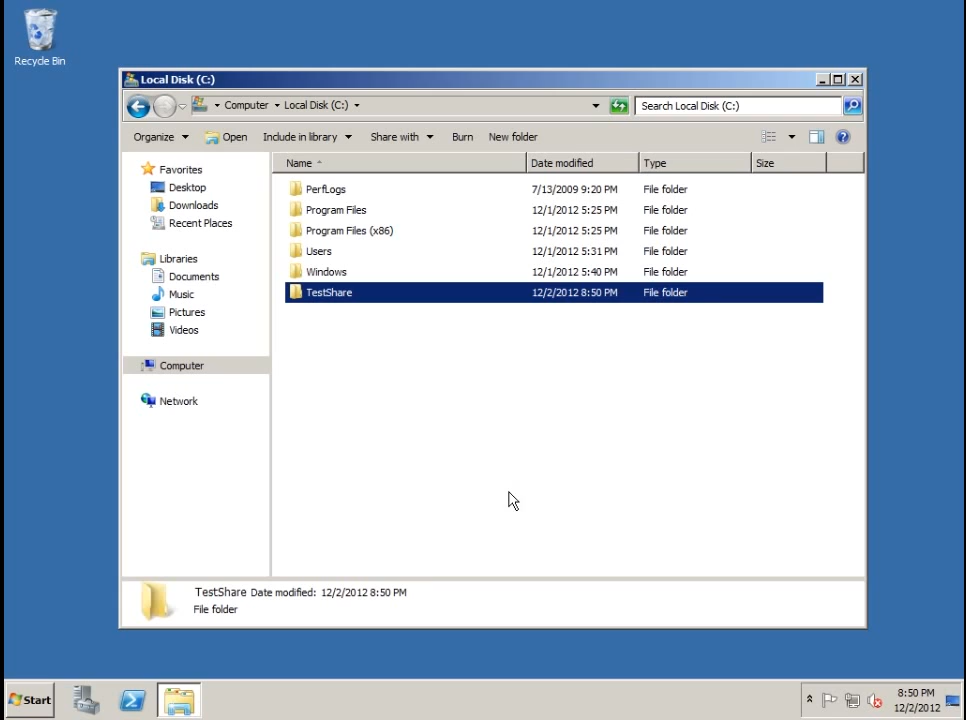 Recycle Bin
Local Disk (C:)
Computer Local Disk (C:) Search Local Disk (C:)
Organize Open Include in library Share with Burn New folder
Name Date modified Type Size
Favorites
Desktop
Downloads
Recent Places
Libraries
Documents
Music
Pictures
Videos
Computer
Network
PerfLogs 7/13/2009 9:20 PM File folder
Program Files 12/1/2012 5:25 PM File folder
Program Files (x86) 12/1/2012 5:25 PM File folder
Users 12/1/2012 5:31 PM File folder
Windows 12/1/2012 5:40 PM File folder
TestShare 12/2/2012 8:50 PM File folder
TestShare Date modified: 12/2/2012 8:50 PM
File folder
Start
8:50 PM
12/2/2012